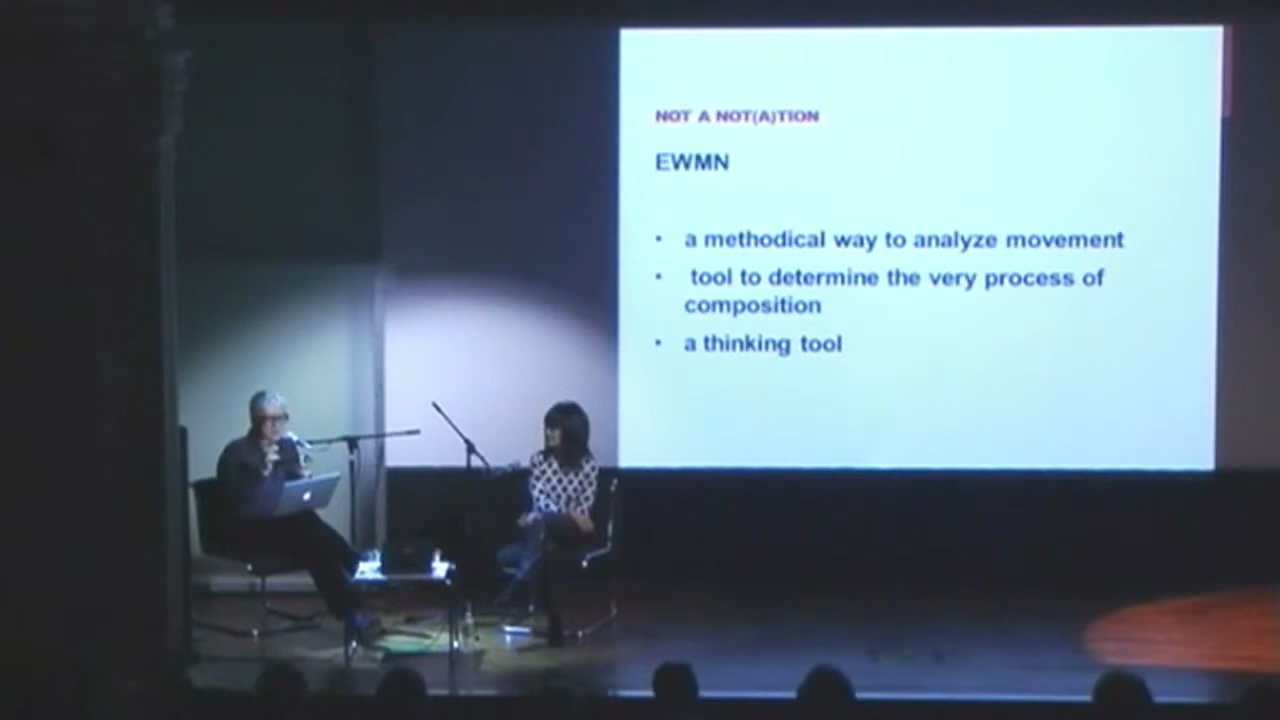 NOT A NOT(A)TION
EWMN
• a methodical way to analyze movement
• tool to determine the very process of
composition
• a thinking tool